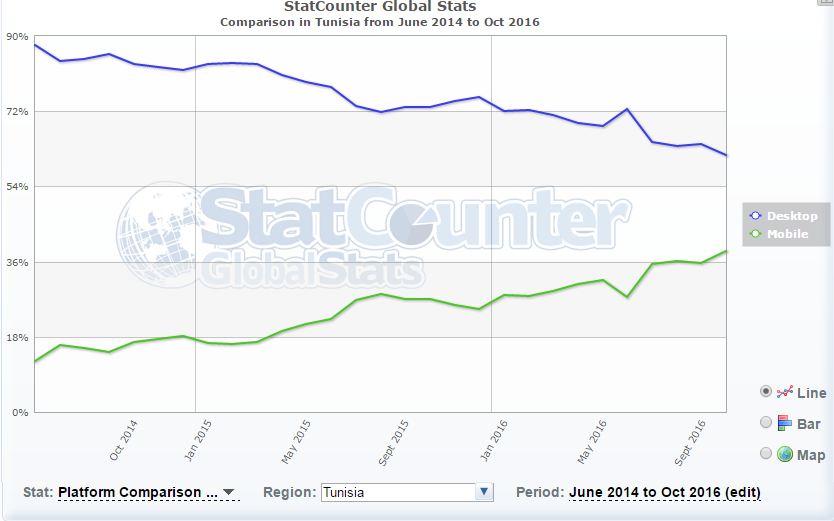 StatCounter Global Stats
Comparison in Tunisia from June 2014 to Oct 2016
90%
72%
54%
36%
18%
0%
StatCounter
GlobalStats
Desktop
Mobile
Oct 2014
Jan 2015
May 2015
Sept 2015
Jan 2016
May 2016
Sept 2016
Line
Bar
Map
Stat: Platform Comparison ... Region: Tunisia Period: June 2014 to Oct 2016 (edit)